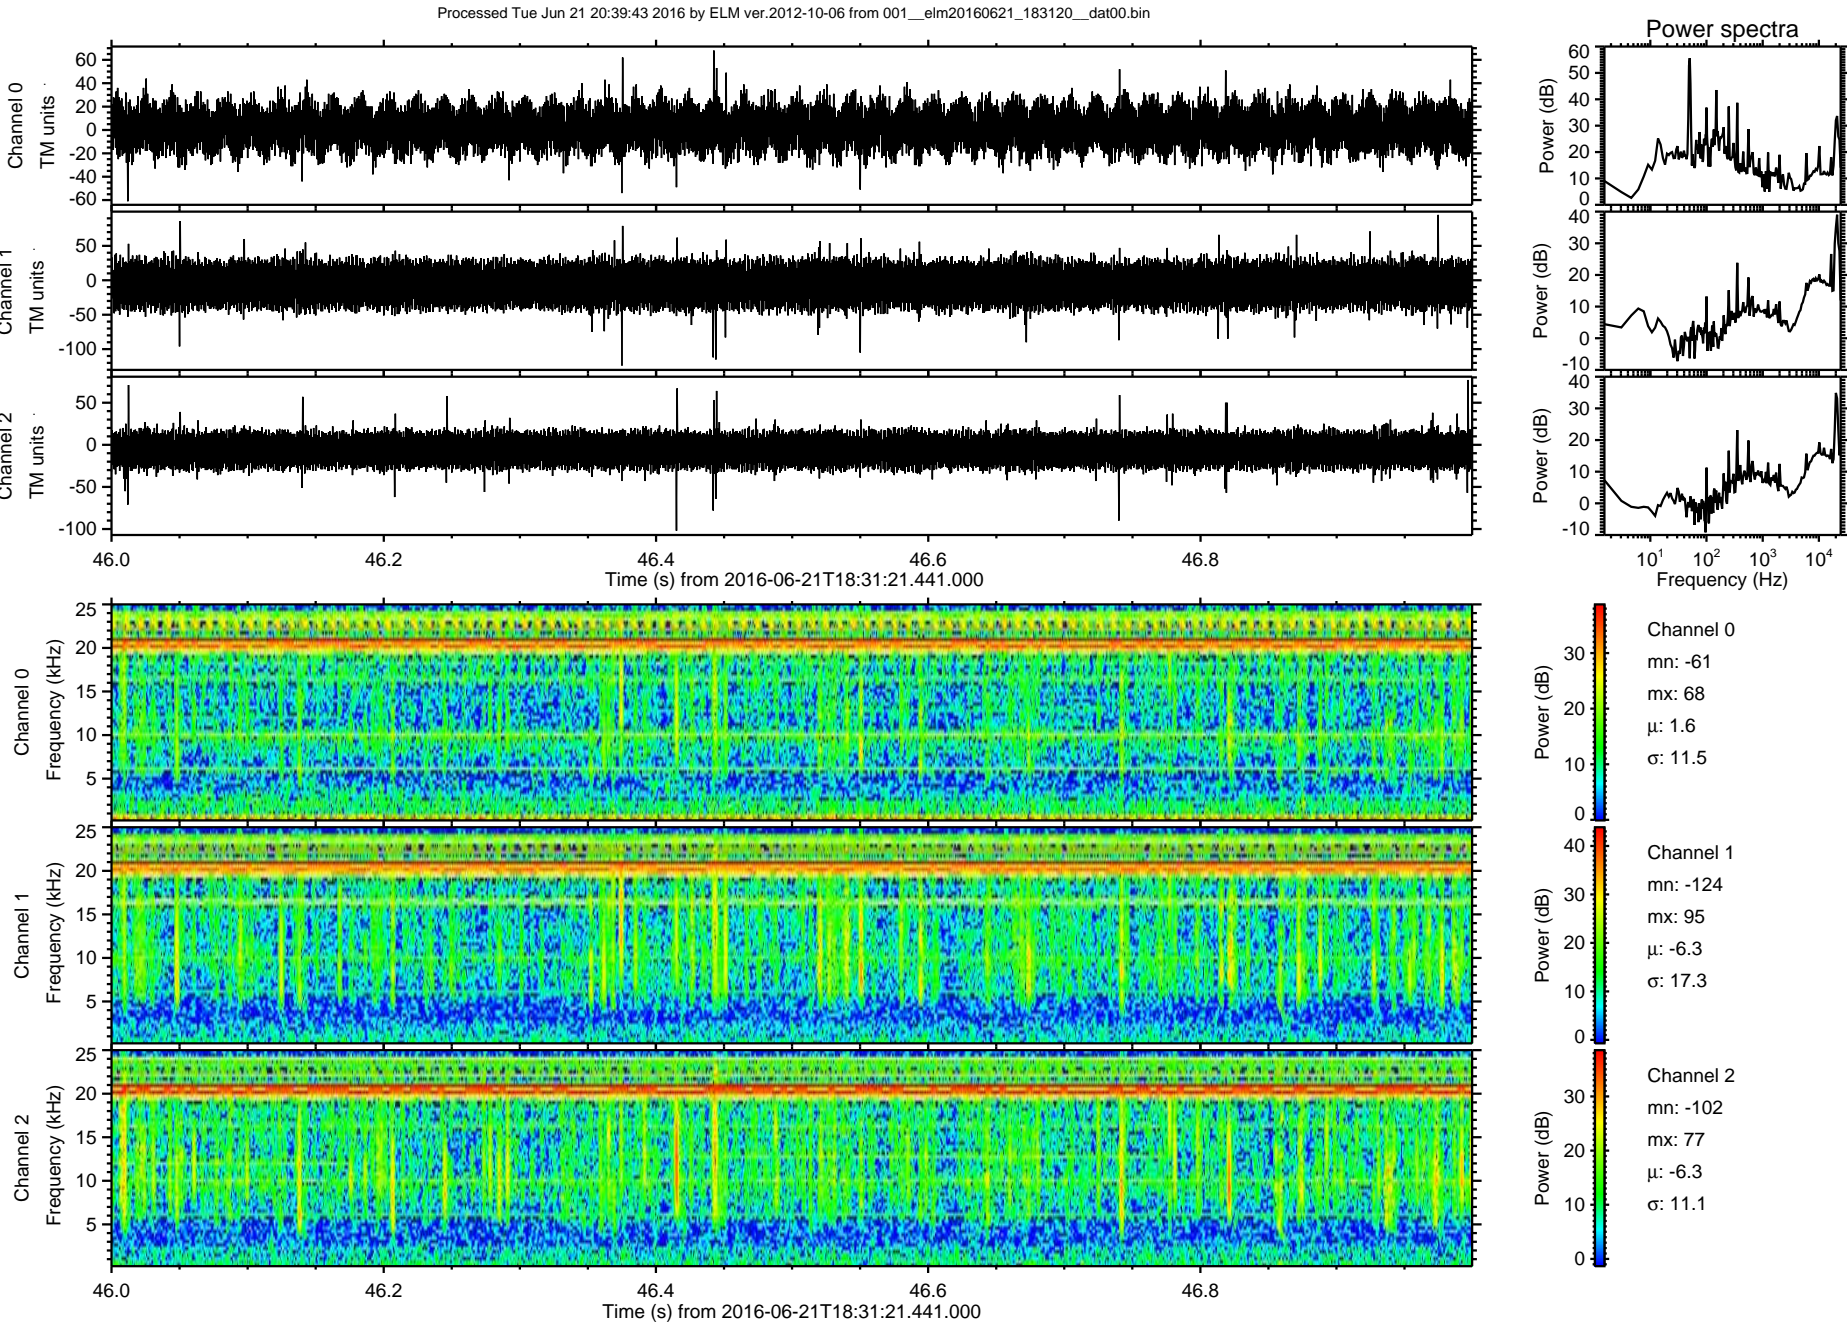 Processed Tue Jun 21 20:39:43 2016 by ELM ver.2012-10-06 from 001__elm20160621_183120__dat00.bin
Power spectra
Channel 0
TM units
60
40
20
0
-20
-40
-60
Power (dB)
60
50
40
30
20
10
0
Channel 1
TM units
50
0
-50
-100
Power (dB)
40
30
20
10
0
-10
Channel 2
TM units
50
0
-50
-100
Power (dB)
40
30
20
10
0
-10
46.0 46.2 46.4 46.6 46.8
Time (s) from 2016-06-21T18:31:21.441.000
10¹ 10² 10³ 10⁴
Frequency (Hz)
Channel 0
Frequency (kHz)
25
20
15
10
5
Power (dB)
30
20
10
0
Channel 0
mn: -61
mx: 68
μ: 1.6
σ: 11.5
Channel 1
Frequency (kHz)
25
20
15
10
5
Power (dB)
40
30
20
10
0
Channel 1
mn: -124
mx: 95
μ: -6.3
σ: 17.3
Channel 2
Frequency (kHz)
25
20
15
10
5
Power (dB)
30
20
10
0
Channel 2
mn: -102
mx: 77
μ: -6.3
σ: 11.1
46.0 46.2 46.4 46.6 46.8
Time (s) from 2016-06-21T18:31:21.441.000